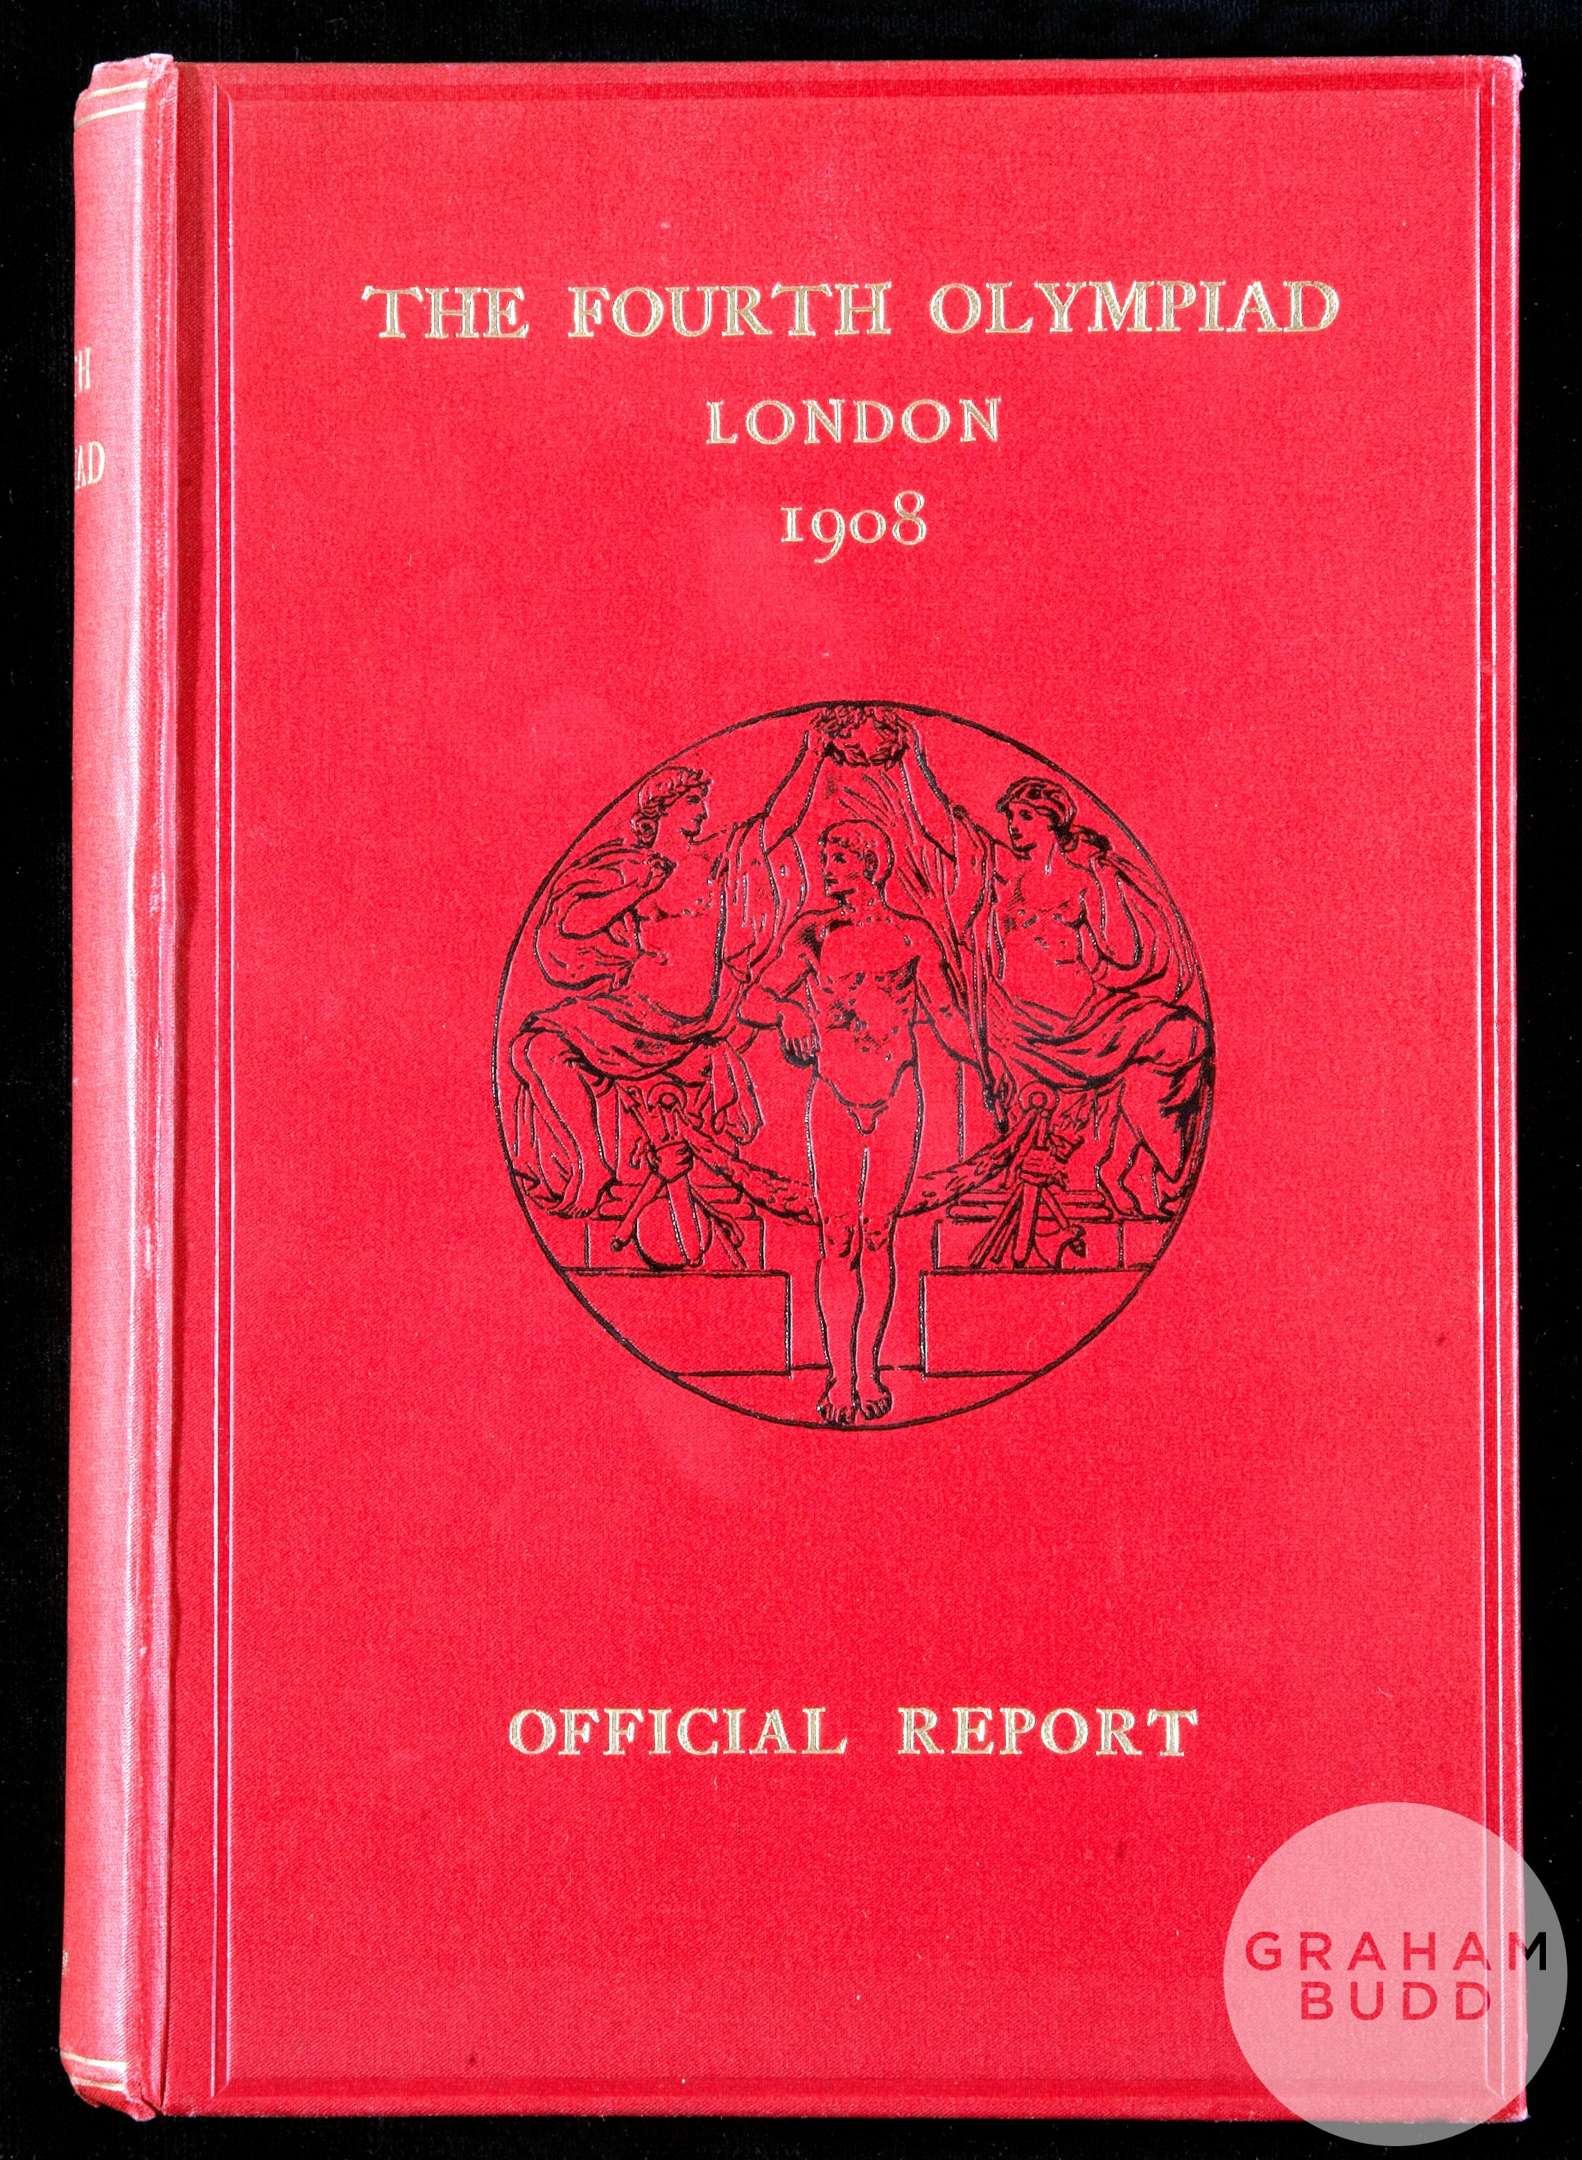 THE FOURTH OLYMPIAD
LONDON
1908
OFFICIAL REPORT
GRAHAM
BUDD